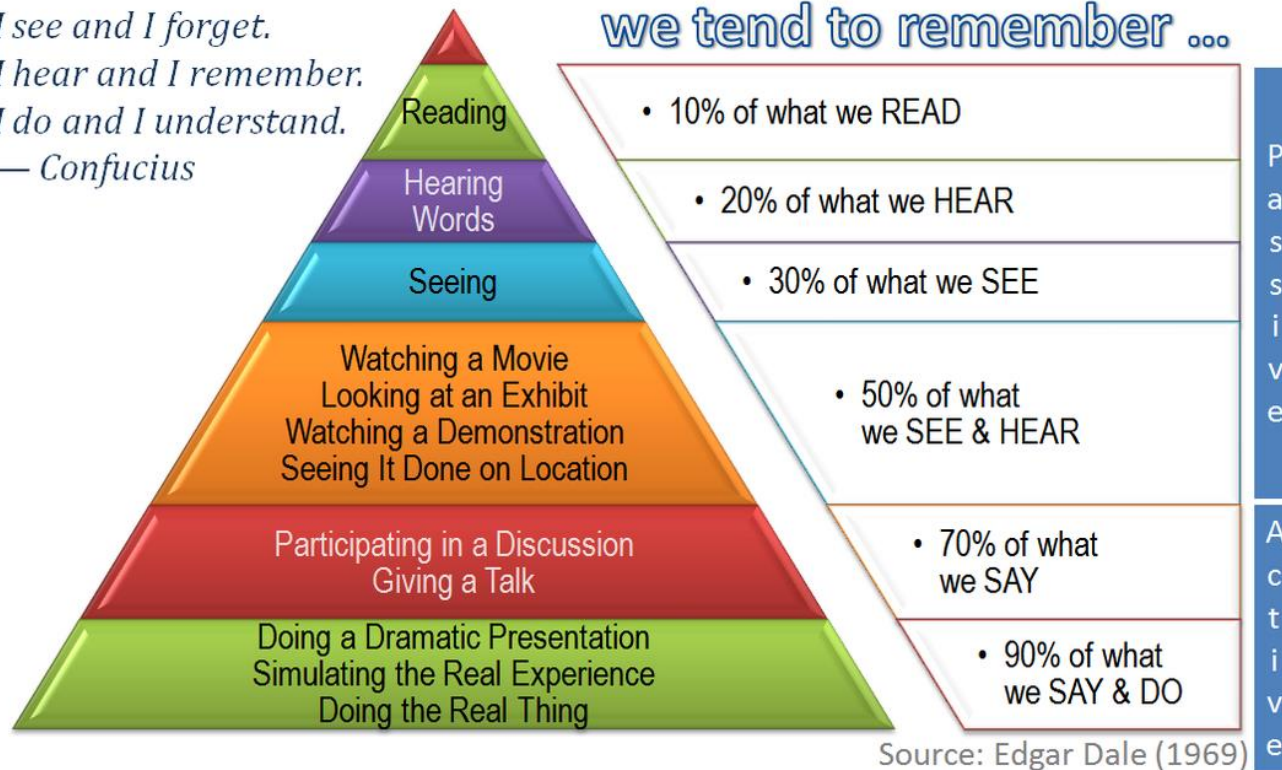 I see and I forget.
I hear and I remember.
I do and I understand.
— Confucius
we tend to remember ...
Reading
• 10% of what we READ
Hearing
Words
• 20% of what we HEAR
Seeing
• 30% of what we SEE
Watching a Movie
Looking at an Exhibit
Watching a Demonstration
Seeing It Done on Location
• 50% of what
we SEE & HEAR
Participating in a Discussion
Giving a Talk
• 70% of what
we SAY
Doing a Dramatic Presentation
Simulating the Real Experience
Doing the Real Thing
• 90% of what
we SAY & DO
Passive
Active
Source: Edgar Dale (1969)